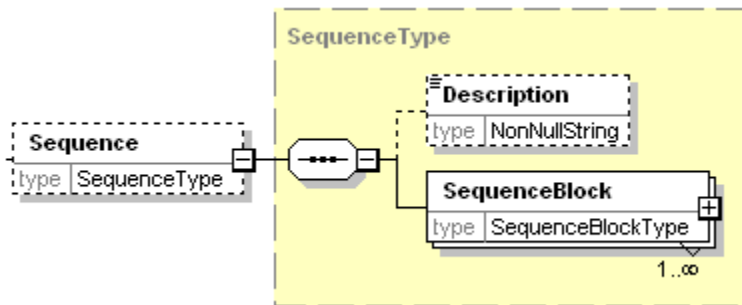 SequenceType
Description
type NonNullString
Sequence
type SequenceType
SequenceBlock
type SequenceBlockType
1..∞